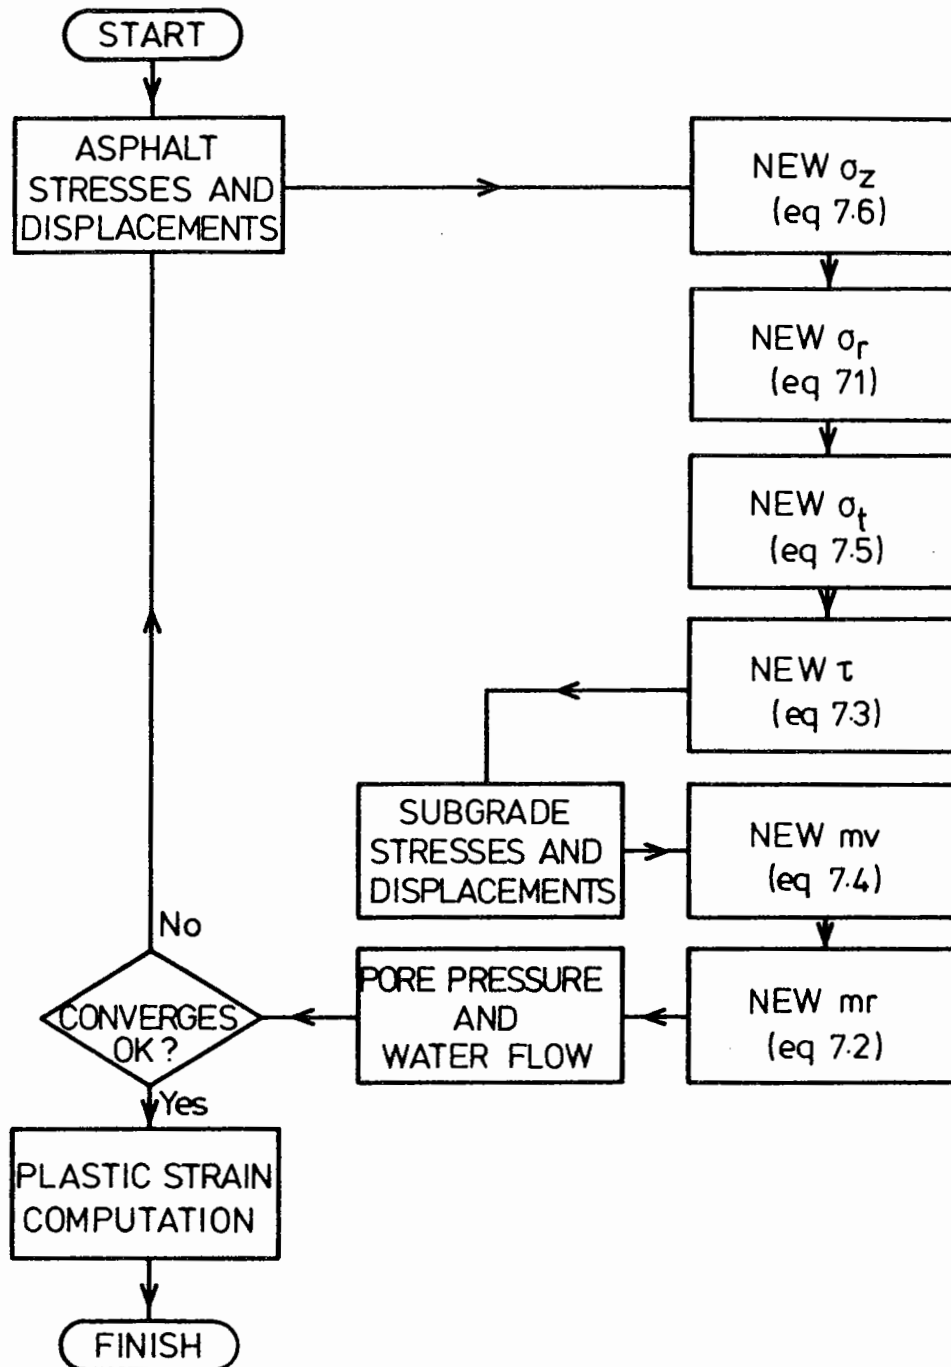 START
ASPHALT
STRESSES AND
DISPLACEMENTS
NEW σz
(eq 7·6)
NEW σr
(eq 71)
NEW σt
(eq 7·5)
NEW τ
(eq 7·3)
SUBGRADE
STRESSES AND
DISPLACEMENTS
NEW mv
(eq 7·4)
NEW mr
(eq 7·2)
PORE PRESSURE
AND
WATER FLOW
CONVERGES
OK?
No
Yes
PLASTIC STRAIN
COMPUTATION
FINISH